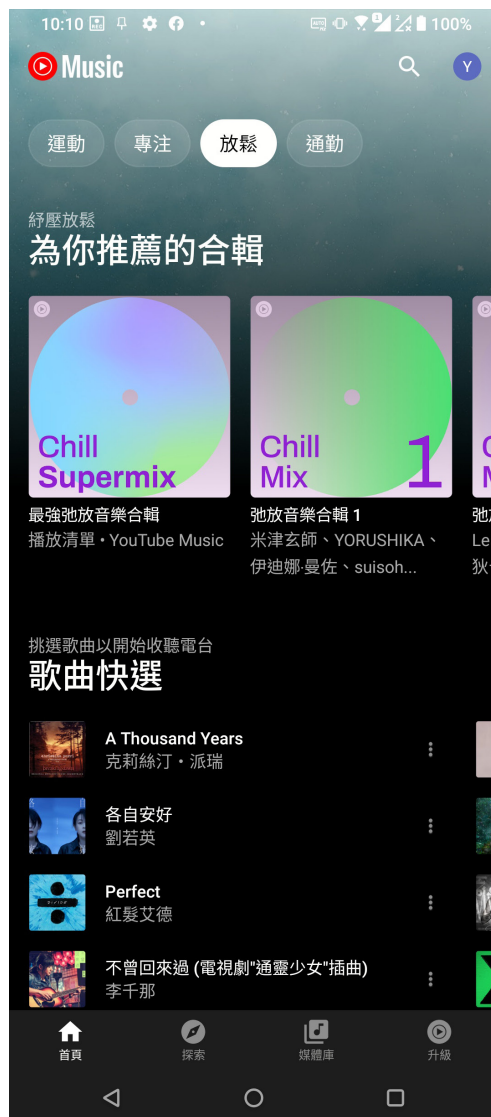 10:10 100%
Music
Y
運動 專注 放鬆 通勤
紓壓放鬆
為你推薦的合輯
Chill
Supermix
Chill
Mix 1
最強弛放音樂合輯
播放清單 • YouTube Music
弛放音樂合輯 1
米津玄師、YORUSHIKA、
伊迪娜·曼佐、suisoh...
Le
挑選歌曲以開始收聽電台
歌曲快選
A Thousand Years
克莉絲汀・派瑞
各自安好
劉若英
Perfect
紅髮艾德
不曾回來過 (電視劇"通靈少女"插曲)
李千那
首頁 探索 媒體庫 升級